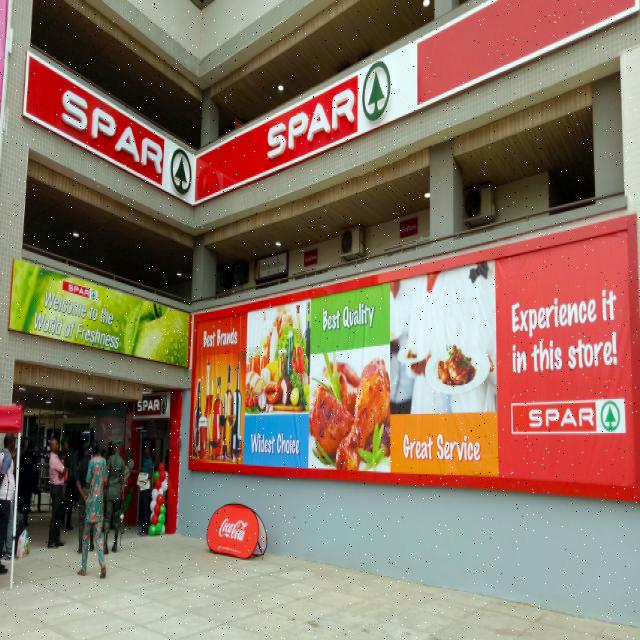 SPAR
SPAR
SPAR
Welcome to the
World of Freshness
Best Brands
Widest Choice
Best Quality
Great Service
Experience it
in this store!
SPAR
SPAR
Coca-Cola